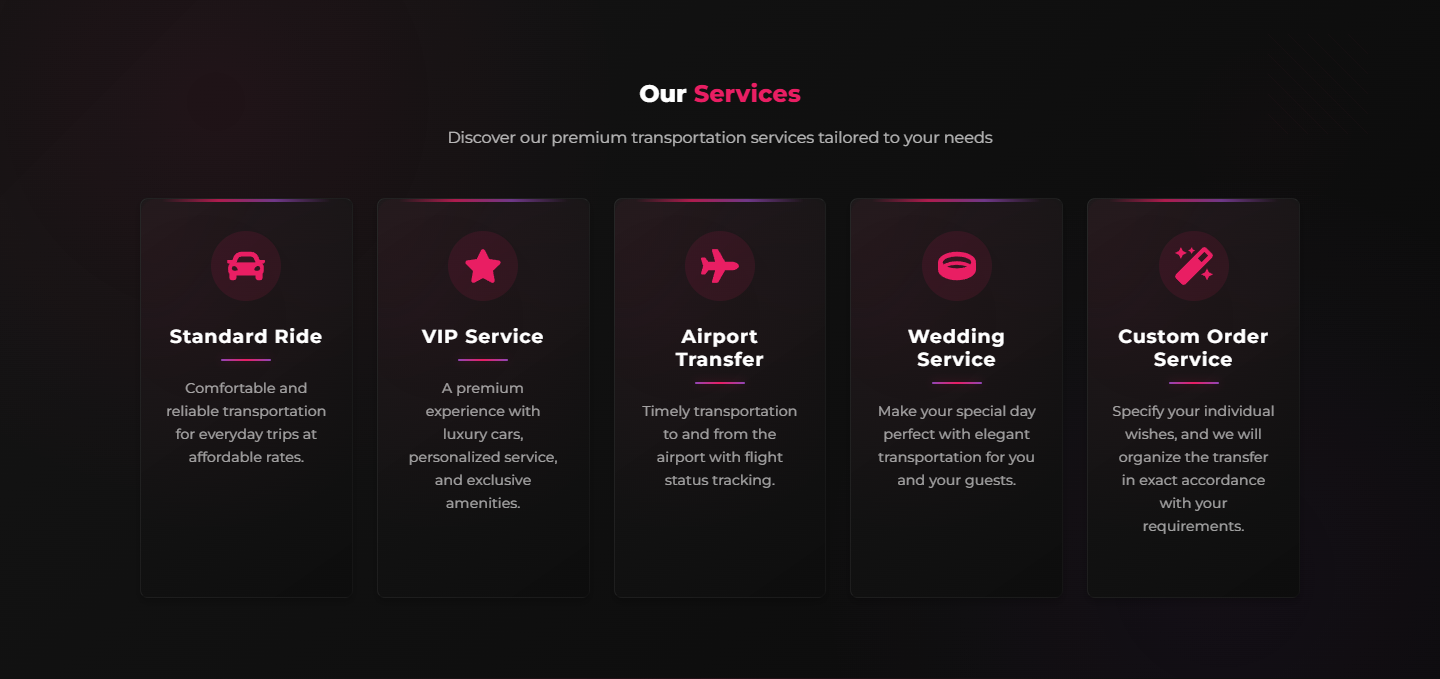 Our Services
Discover our premium transportation services tailored to your needs
Standard Ride
Comfortable and
reliable transportation
for everyday trips at
affordable rates.
VIP Service
A premium
experience with
luxury cars,
personalized service,
and exclusive
amenities.
Airport
Transfer
Timely transportation
to and from the
airport with flight
status tracking.
Wedding
Service
Make your special day
perfect with elegant
transportation for you
and your guests.
Custom Order
Service
Specify your individual
wishes, and we will
organize the transfer
in exact accordance
with your
requirements.